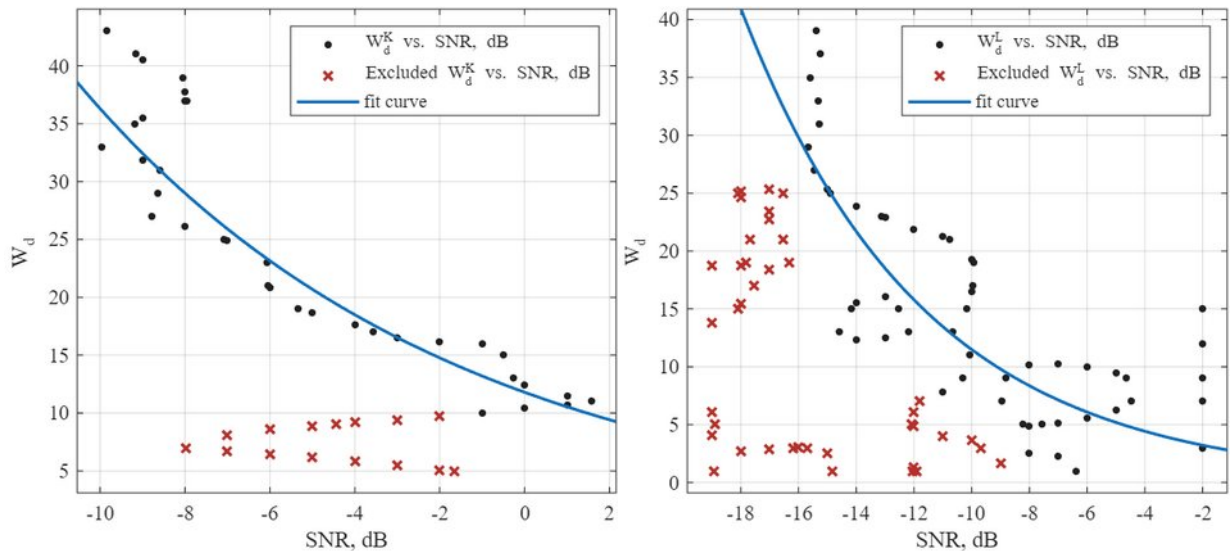 W_d^K vs. SNR, dB
Excluded W_d^K vs. SNR, dB
fit curve
40
35
30
25
20
15
10
5
W_d
-10 -8 -6 -4 -2 0 2
SNR, dB
W_d^L vs. SNR, dB
Excluded W_d^L vs. SNR, dB
fit curve
40
35
30
25
20
15
10
5
0
W_d
-18 -16 -14 -12 -10 -8 -6 -4 -2
SNR, dB